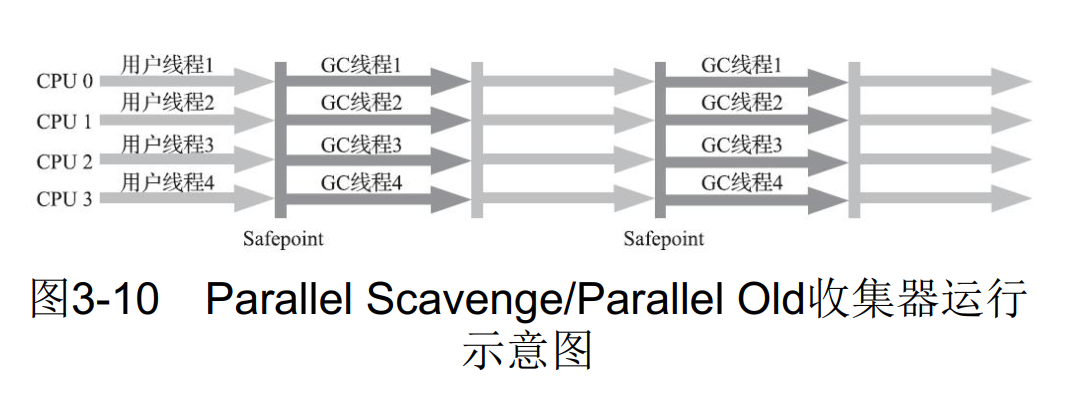 用户线程1 GC线程1 GC线程1
CPU 0
用户线程2 GC线程2 GC线程2
CPU 1
用户线程3 GC线程3 GC线程3
CPU 2
用户线程4 GC线程4 GC线程4
CPU 3
Safepoint Safepoint
图3-10 Parallel Scavenge/Parallel Old收集器运行
示意图